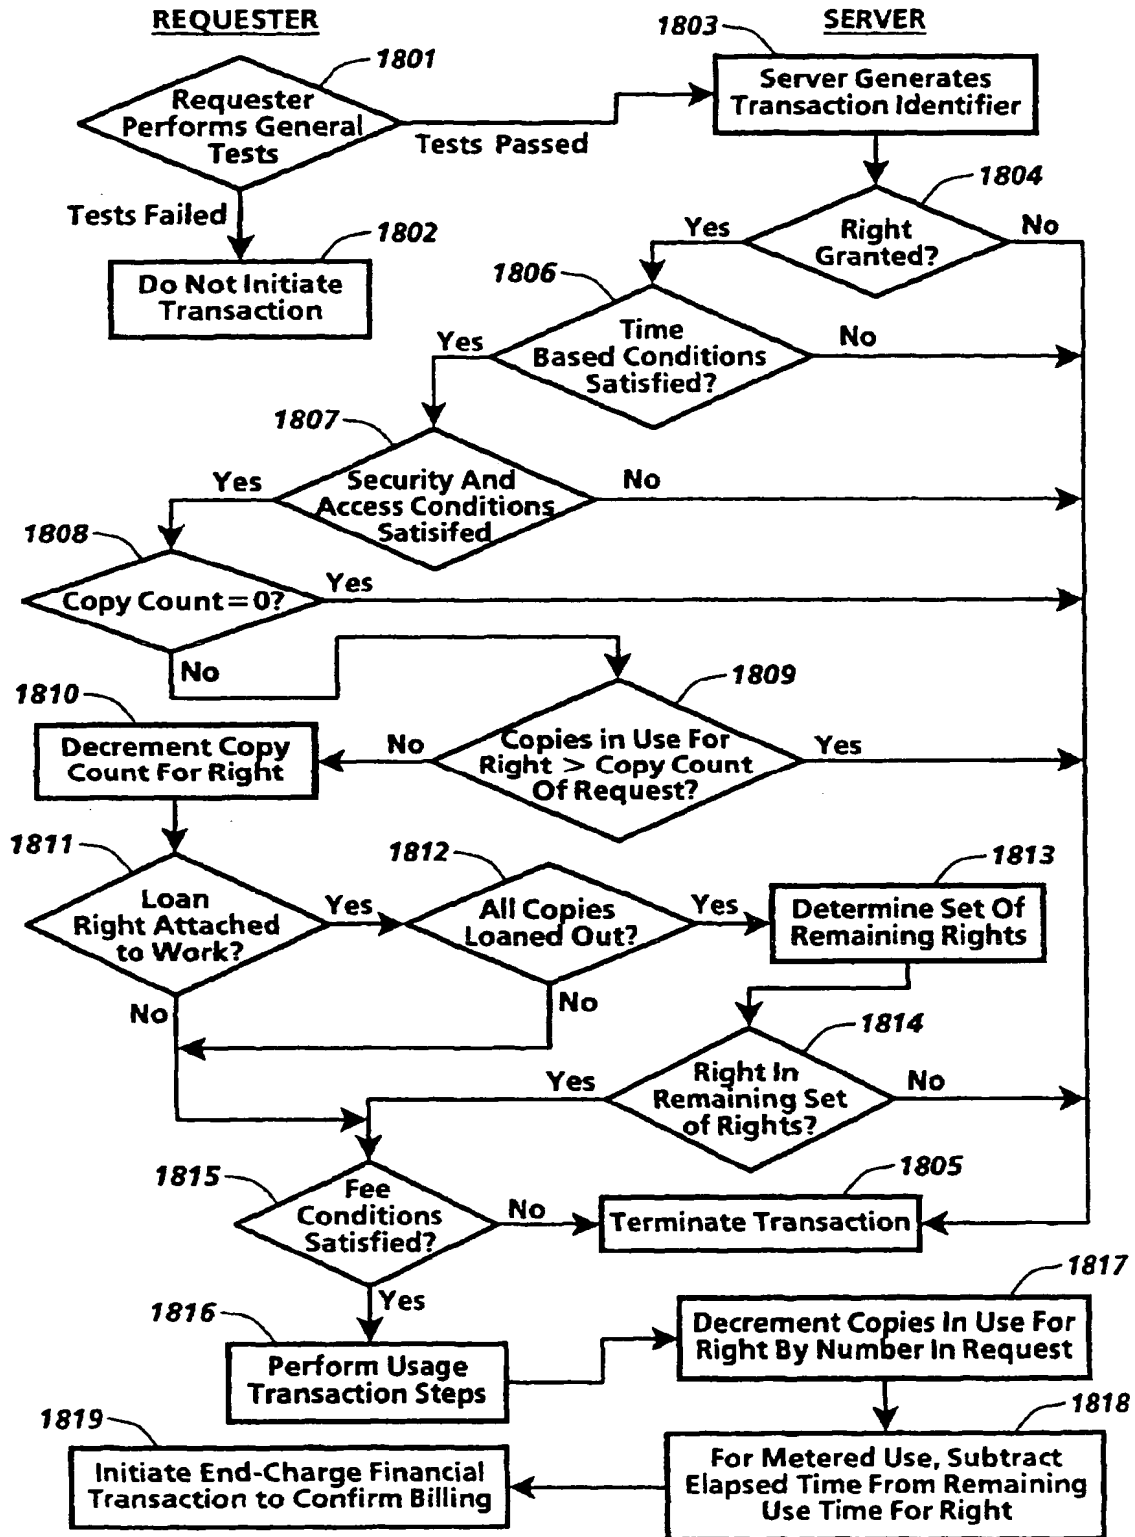 REQUESTER
SERVER
1801
1803
Requester
Performs General
Tests
Tests Passed
Server Generates
Transaction Identifier
Tests Failed
1802
Do Not Initiate
Transaction
1804
Right
Granted?
Yes
No
1806
Time
Based Conditions
Satisfied?
Yes
No
1807
Security And
Access Conditions
Satisifed
Yes
No
1808
Copy Count=0?
Yes
No
1809
Copies in Use For
Right > Copy Count
Of Request?
No
Yes
1810
Decrement Copy
Count For Right
1811
Loan
Right Attached
to Work?
Yes
No
1812
All Copies
Loaned Out?
Yes
No
1813
Determine Set Of
Remaining Rights
1814
Right In
Remaining Set
of Rights?
Yes
No
1815
Fee
Conditions
Satisfied?
No
Yes
1805
Terminate Transaction
1816
Perform Usage
Transaction Steps
1817
Decrement Copies In Use For
Right By Number In Request
1818
For Metered Use, Subtract
Elapsed Time From Remaining
Use Time For Right
1819
Initiate End-Charge Financial
Transaction to Confirm Billing